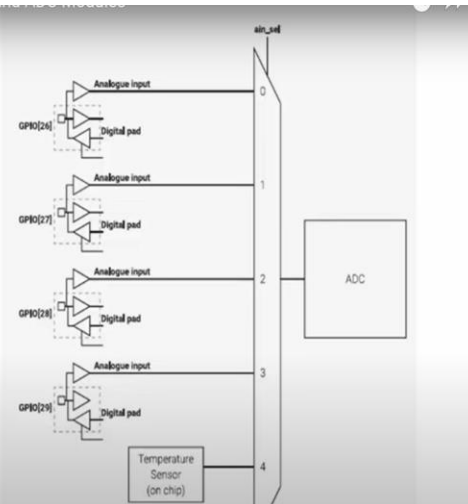 ain_sel
Analogue input
0
GPIO[26]
Digital pad
Analogue input
1
GPIO[27]
Digital pad
Analogue input
2
ADC
GPIO[28]
Digital pad
Analogue input
3
GPIO[29]
Digital pad
Temperature
Sensor
(on chip)
4